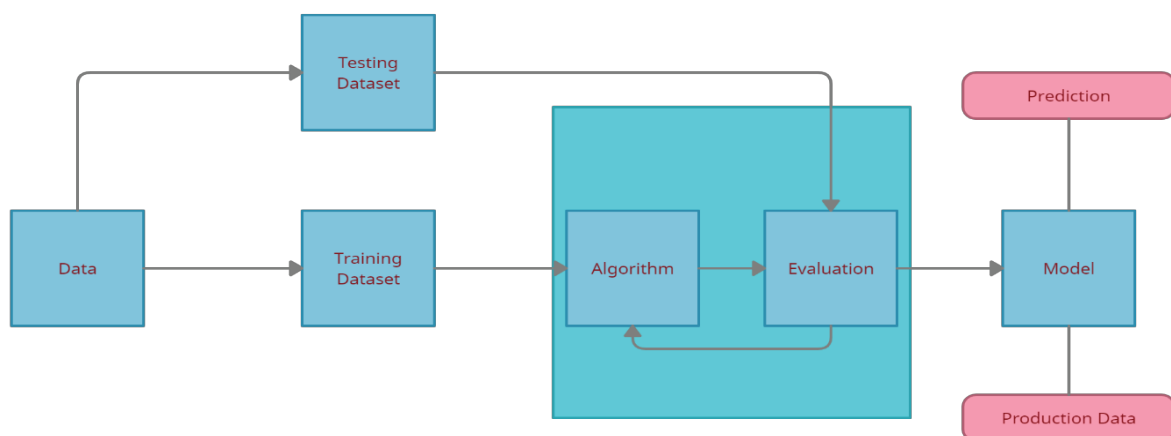 Testing
Dataset
Prediction
Data
Training
Dataset
Algorithm
Evaluation
Model
Production Data